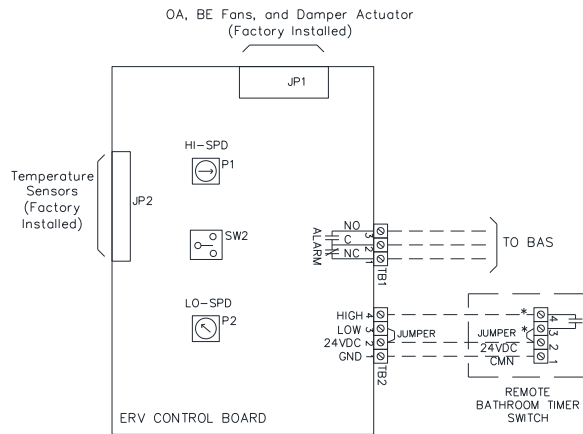 OA, BE Fans, and Damper Actuator
(Factory Installed)
JP1
HI-SPD
P1
Temperature
Sensors
(Factory
Installed)
JP2
SW2
ALARM
NO
C
NC
3
2
1
TB1
TO BAS
LO-SPD
P2
HIGH
LOW
24VDC
GND
4
3
2
1
TB2
JUMPER
*
*
JUMPER
24VDC
CMN
4
3
2
1
REMOTE
BATHROOM TIMER
SWITCH
ERV CONTROL BOARD